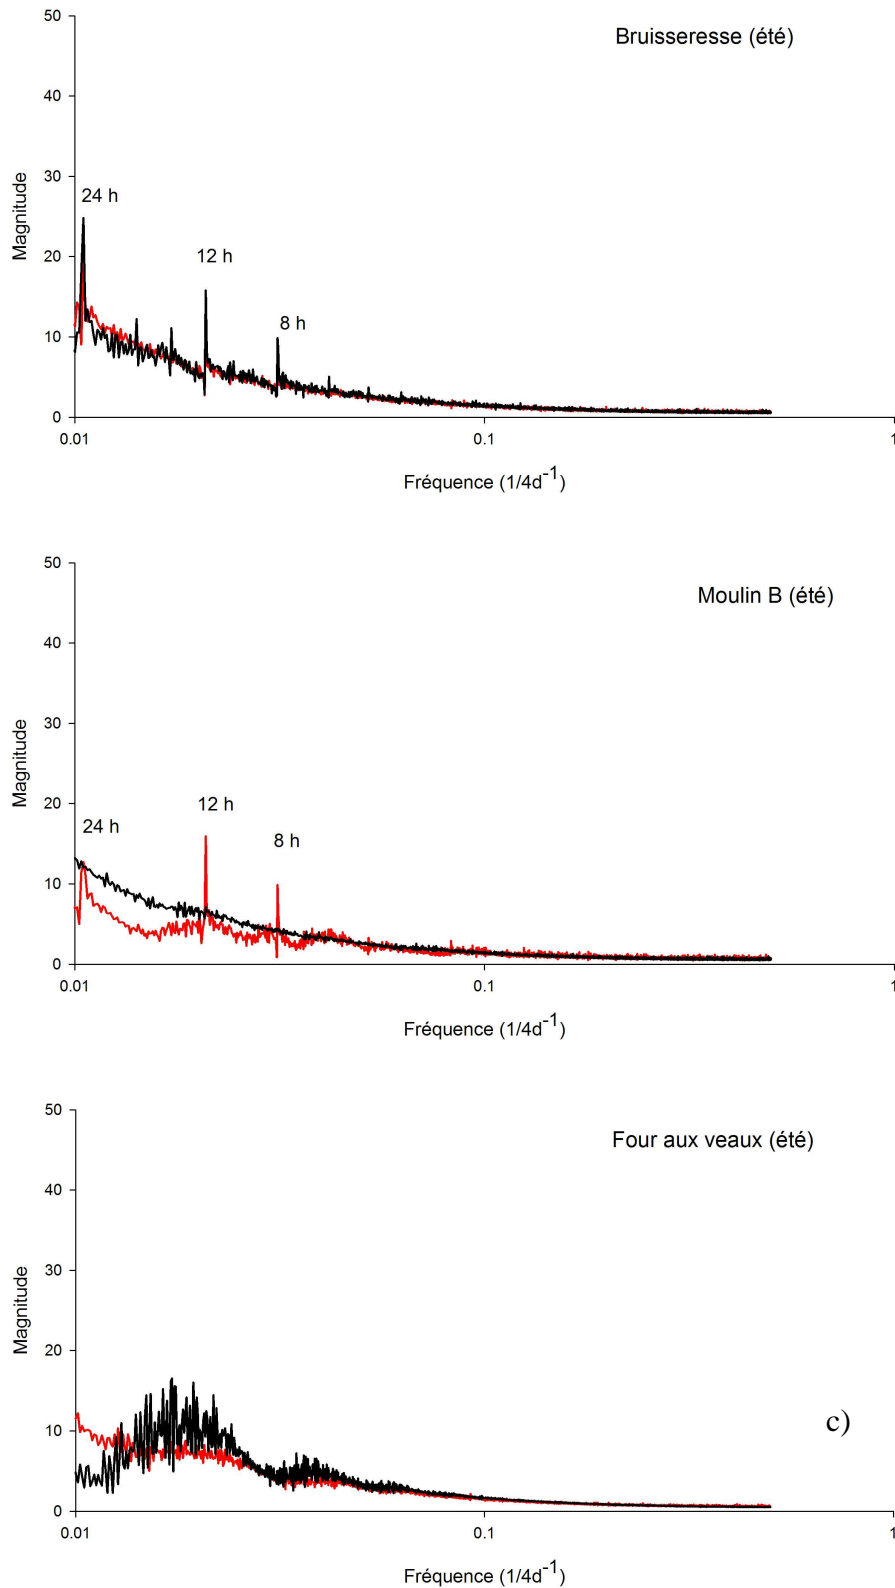 50
Bruisseresse (été)
40
30
24 h
20
12 h
8 h
10
0
0.01 0.1 1
Magnitude
Fréquence (1/4d-1)
50
Moulin B (été)
40
30
20
12 h
24 h
8 h
10
0
0.01 0.1 1
Magnitude
Fréquence (1/4d-1)
50
Four aux veaux (été)
40
30
20
10
c)
0
0.01 0.1 1
Magnitude
Fréquence (1/4d-1)